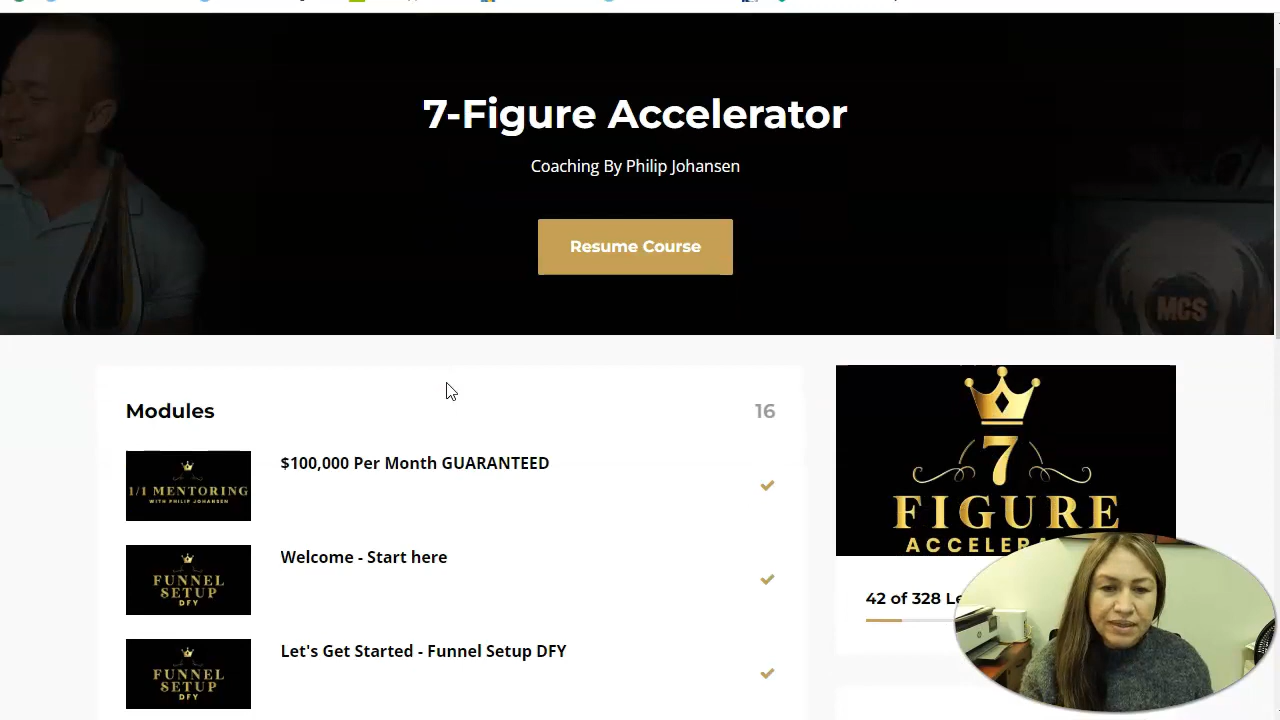 7-Figure Accelerator
Coaching By Philip Johansen
Resume Course
MCS
Modules
16
1/1 MENTORING
WITH PHILIP JOHANSEN
$100,000 Per Month GUARANTEED
FUNNEL
SETUP
DFY
Welcome - Start here
FUNNEL
SETUP
DFY
Let's Get Started - Funnel Setup DFY
7
FIGURE
42 of 328